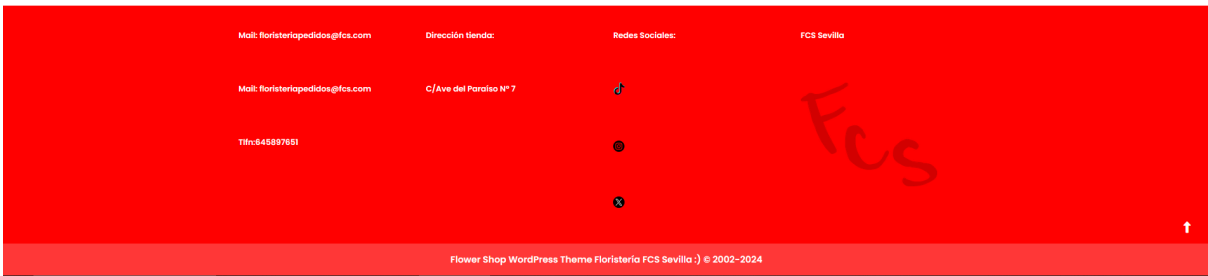 Mail: floristeriapedidos@fcs.com
Mail: floristeriapedidos@fcs.com
Tlfn:645897651
Dirección tienda:
C/Ave del Paraíso Nº 7
Redes Sociales:
FCS Sevilla
Fcs
Flower Shop WordPress Theme Floristería FCS Sevilla :) © 2002-2024